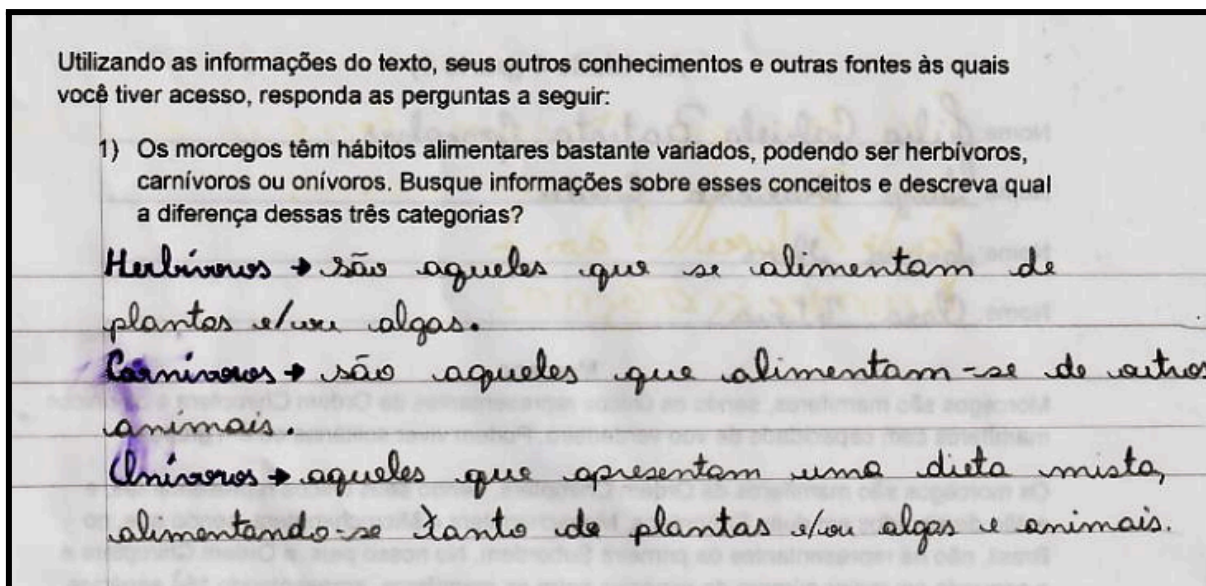 Utilizando as informações do texto, seus outros conhecimentos e outras fontes às quais
você tiver acesso, responda as perguntas a seguir:
1) Os morcegos têm hábitos alimentares bastante variados, podendo ser herbívoros,
carnívoros ou onívoros. Busque informações sobre esses conceitos e descreva qual
a diferença dessas três categorias?
Herbívoros → são aqueles que se alimentam de
plantas e/ou algas.
Carnívoros → são aqueles que alimentam-se de outros
animais.
Onívoros → aqueles que apresentam uma dieta mista,
alimentando-se tanto de plantas e/ou algas e animais.